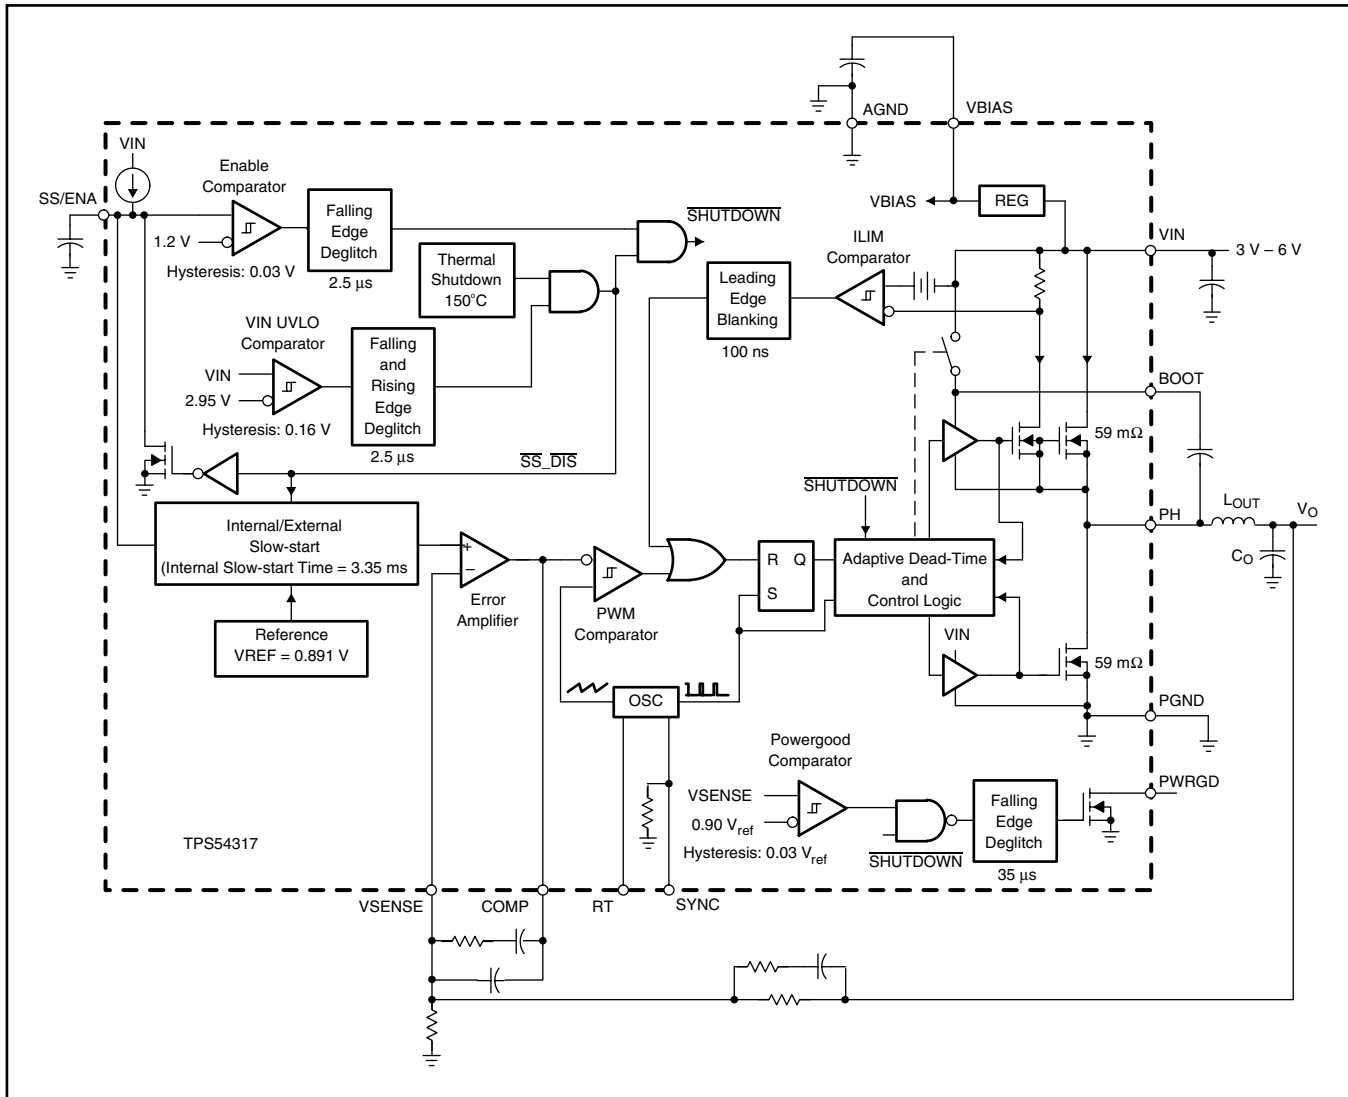 AGND
VBIAS
VIN
Enable
Comparator
SS/ENA
1.2 V
Hysteresis: 0.03 V
Falling
Edge
Deglitch
2.5 μs
SHUTDOWN
VBIAS
REG
VIN
3 V – 6 V
Thermal
Shutdown
150°C
ILIM
Comparator
Leading
Edge
Blanking
100 ns
VIN UVLO
Comparator
VIN
2.95 V
Hysteresis: 0.16 V
Falling
and
Rising
Edge
Deglitch
2.5 μs
SS_DIS
BOOT
59 mΩ
SHUTDOWN
PH
LOUT
VO
CO
Internal/External
Slow-start
(Internal Slow-start Time = 3.35 ms
Reference
VREF = 0.891 V
+
−
Error
Amplifier
PWM
Comparator
R
Q
S
Adaptive Dead-Time
and
Control Logic
VIN
59 mΩ
OSC
PGND
Powergood
Comparator
VSENSE
0.90 Vref
Hysteresis: 0.03 Vref
SHUTDOWN
Falling
Edge
Deglitch
35 μs
PWRGD
TPS54317
VSENSE
COMP
RT
SYNC